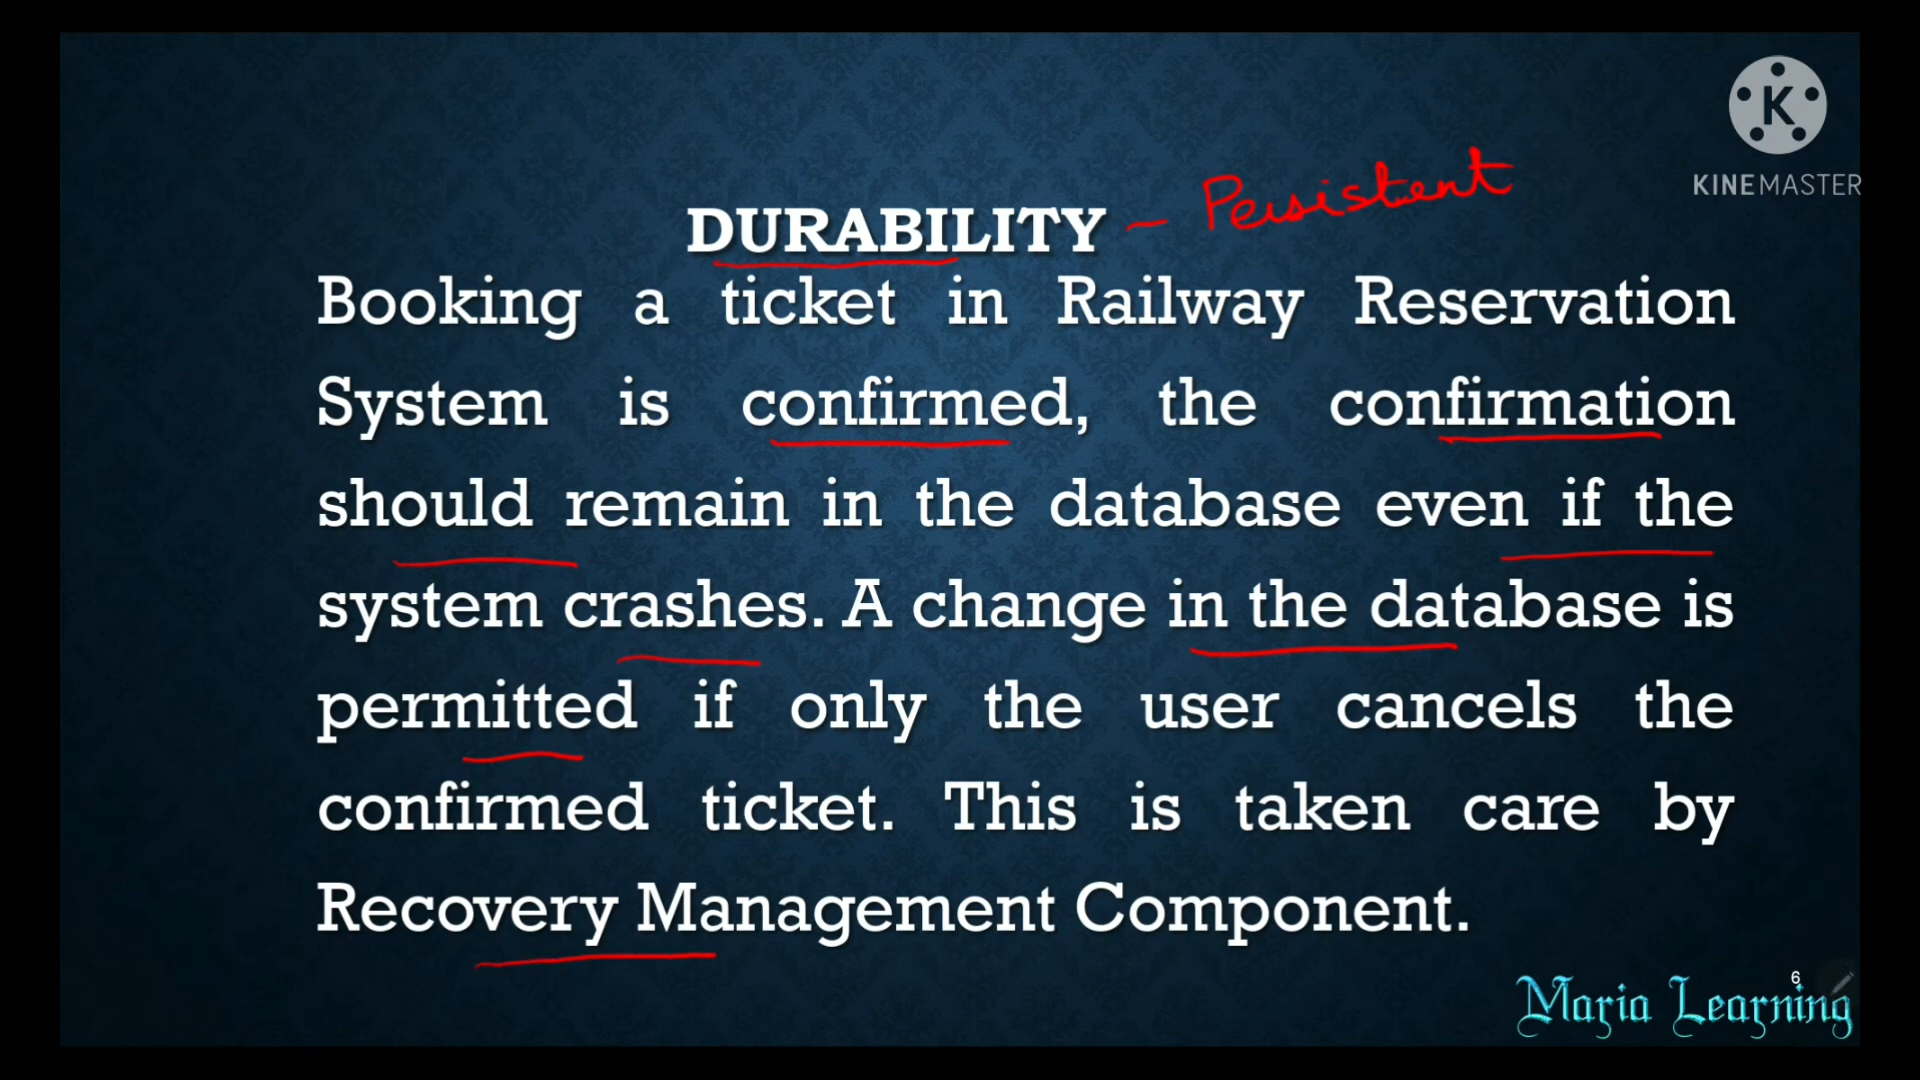 KINEMASTER
DURABILITY - Persistent
Booking a ticket in Railway Reservation
System is confirmed, the confirmation
should remain in the database even if the
system crashes. A change in the database is
permitted if only the user cancels the
confirmed ticket. This is taken care by
Recovery Management Component.
6
Maria Learning